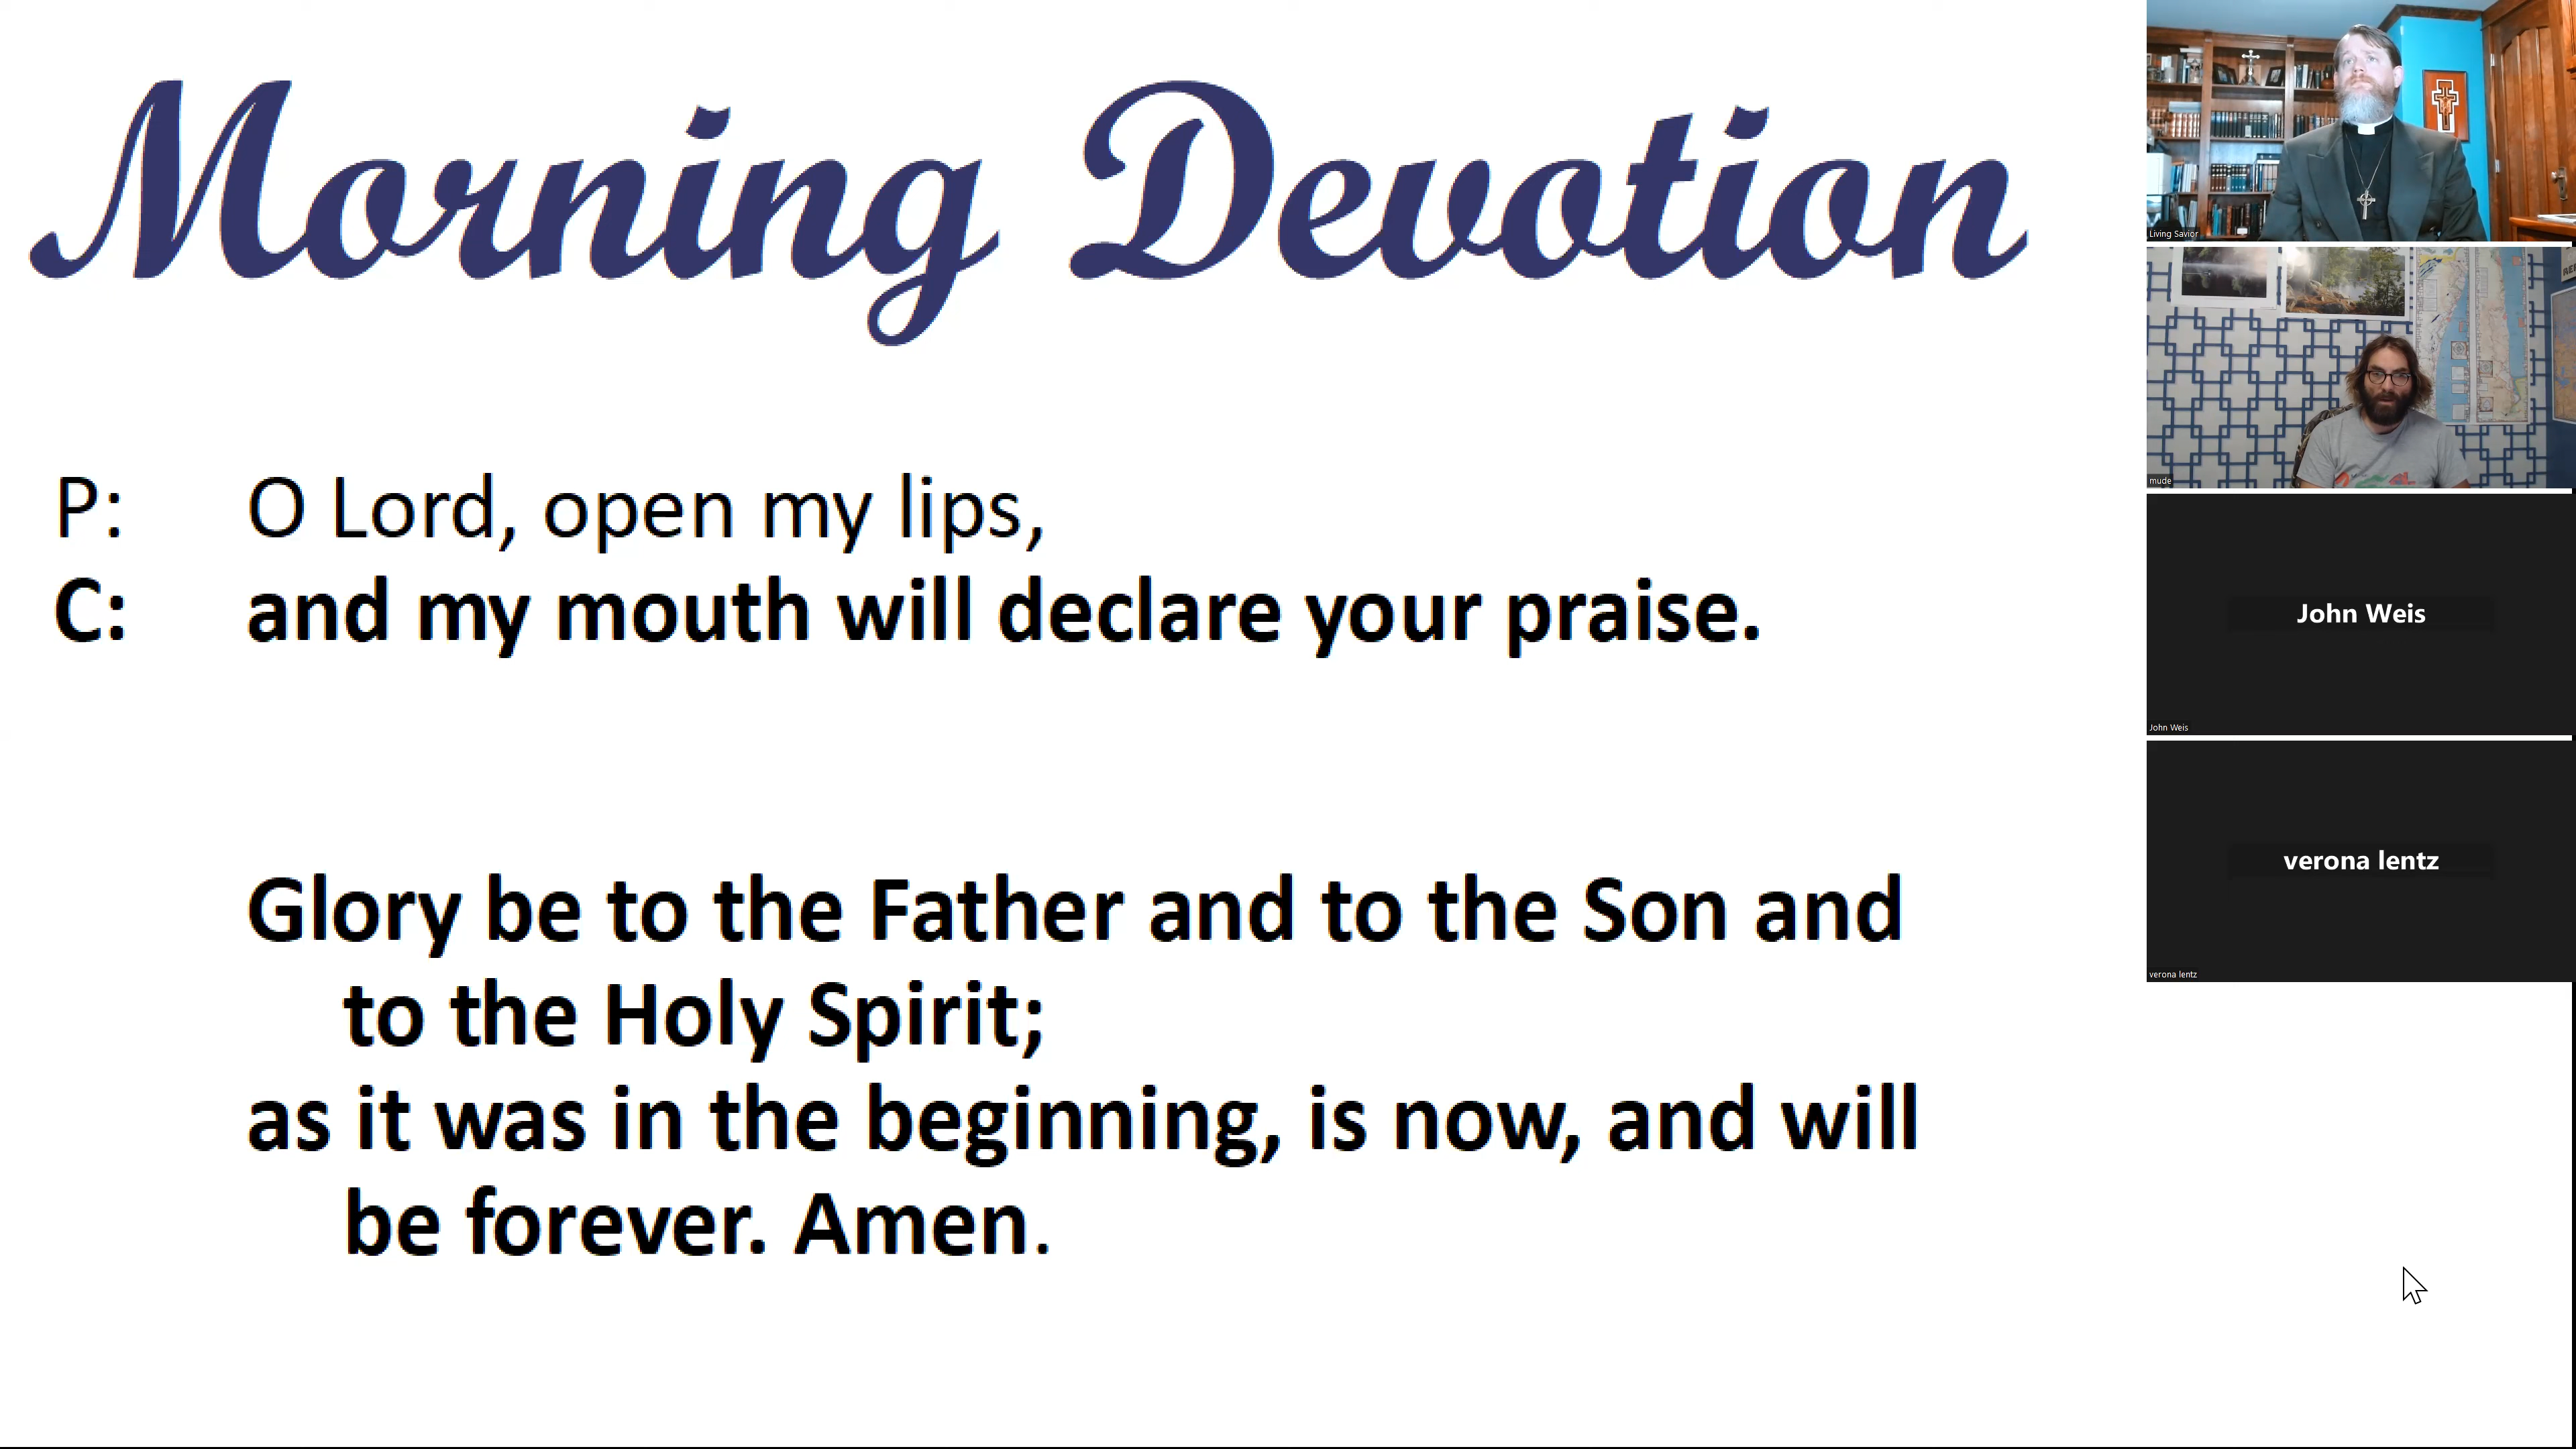 Morning Devotion
P: O Lord, open my lips,
C: and my mouth will declare your praise.
Glory be to the Father and to the Son and
to the Holy Spirit;
as it was in the beginning, is now, and will
be forever. Amen.
Living Savior
mude
John Weis
John Weis
verona lentz
verona lentz